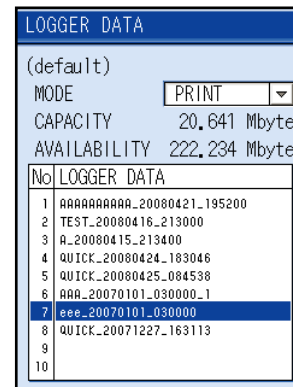 LOGGER DATA
(default)
MODE PRINT
CAPACITY 20.641 Mbyte
AVAILABILITY 222.234 Mbyte
No LOGGER DATA
1 AAAAAAAAAA_20080421_195200
2 TEST_20080416_213000
3 A_20080415_213400
4 QUICK_20080424_183046
5 QUICK_20080425_084538
6 AAA_20070101_030000_1
7 eee_20070101_030000
8 QUICK_20071227_163113
9
10